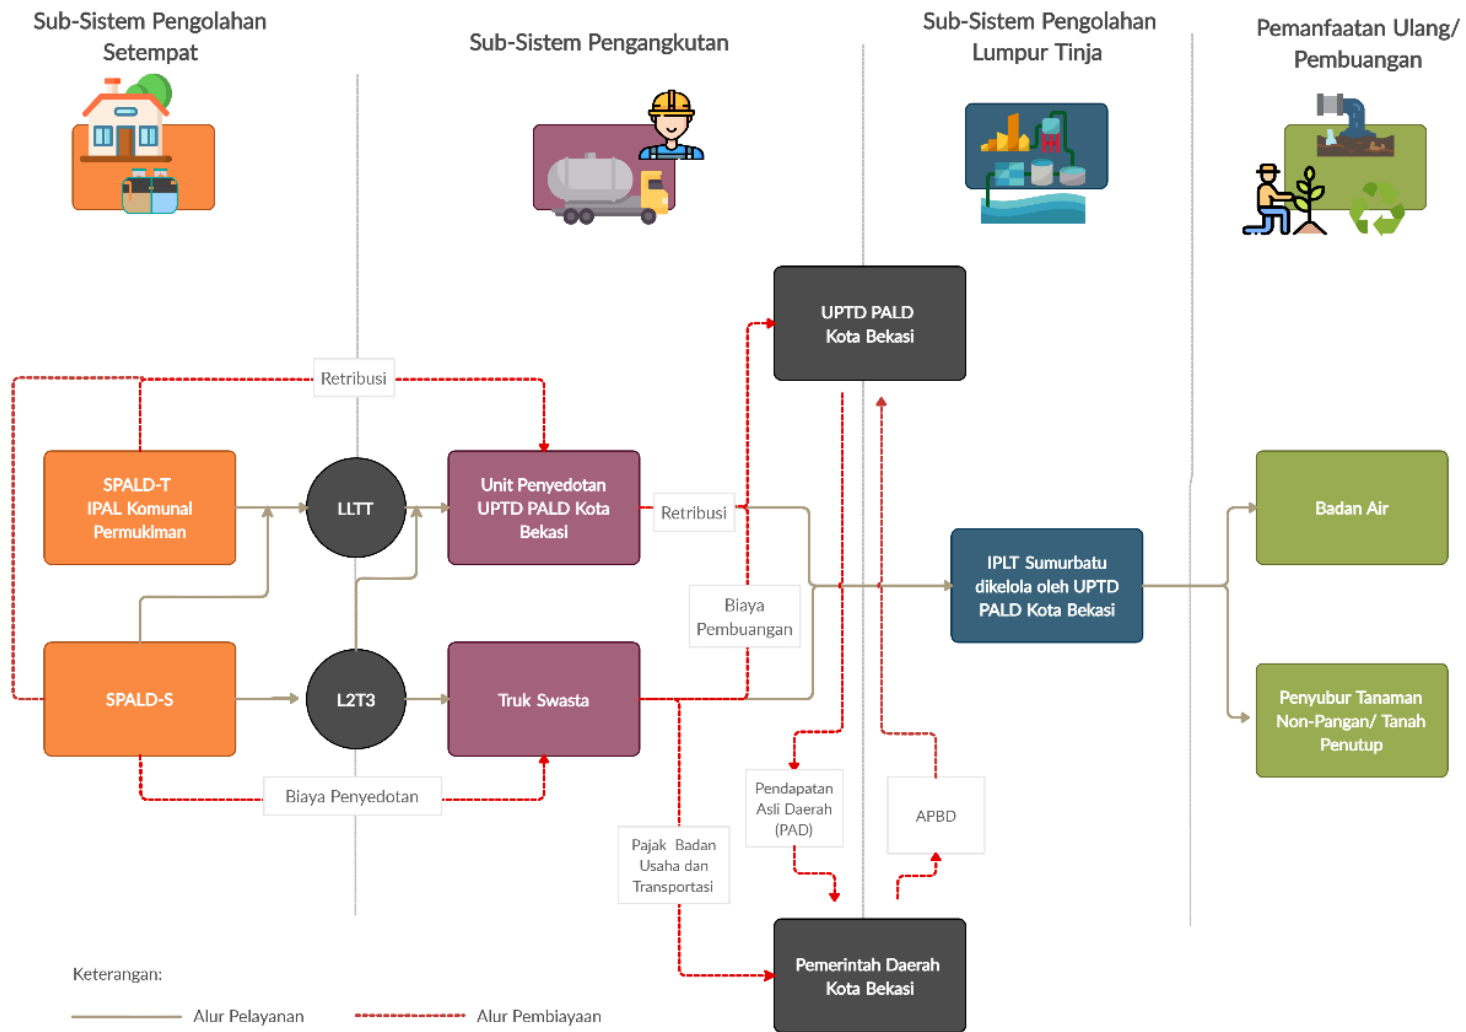 Sub-Sistem Pengolahan
Setempat
Sub-Sistem Pengangkutan
Sub-Sistem Pengolahan
Lumpur Tinja
Pemanfaatan Ulang/
Pembuangan
UPTD PALD
Kota Bekasi
Retribusi
SPALD-T
IPAL Komunal
Permukiman
LLTT
Unit Penyedotan
UPTD PALD Kota
Bekasi
Retribusi
Badan Air
IPLT Sumurbatu
dikelola oleh UPTD
PALD Kota Bekasi
Biaya
Pembuangan
SPALD-S
L2T3
Truk Swasta
Penyubur Tanaman
Non-Pangan/ Tanah
Penutup
Biaya Penyedotan
Pendapatan
Asli Daerah
(PAD)
APBD
Pajak Badan
Usaha dan
Transportasi
Pemerintah Daerah
Kota Bekasi
Keterangan:
Alur Pelayanan
Alur Pembiayaan